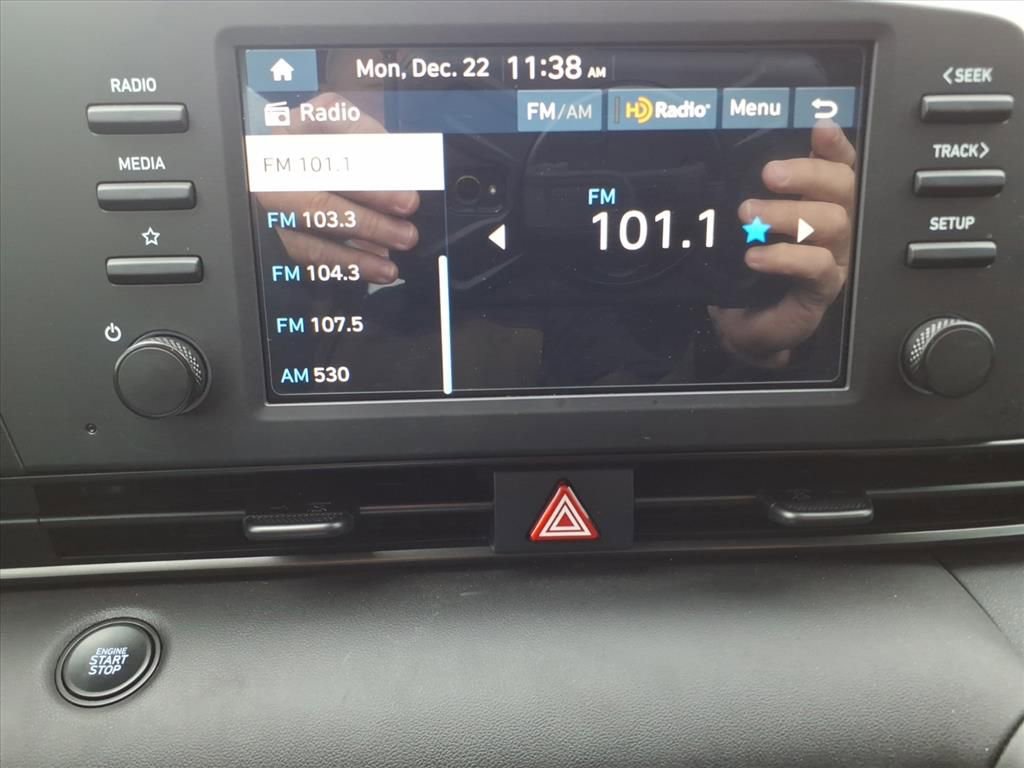 RADIO
MEDIA
Mon, Dec. 22 11:38 AM
Radio
FM/AM
HD Radio
Menu
FM 101.1
FM 103.3
FM 104.3
FM 107.5
AM 530
FM
101.1
<SEEK
TRACK>
SETUP
ENGINE
START
STOP